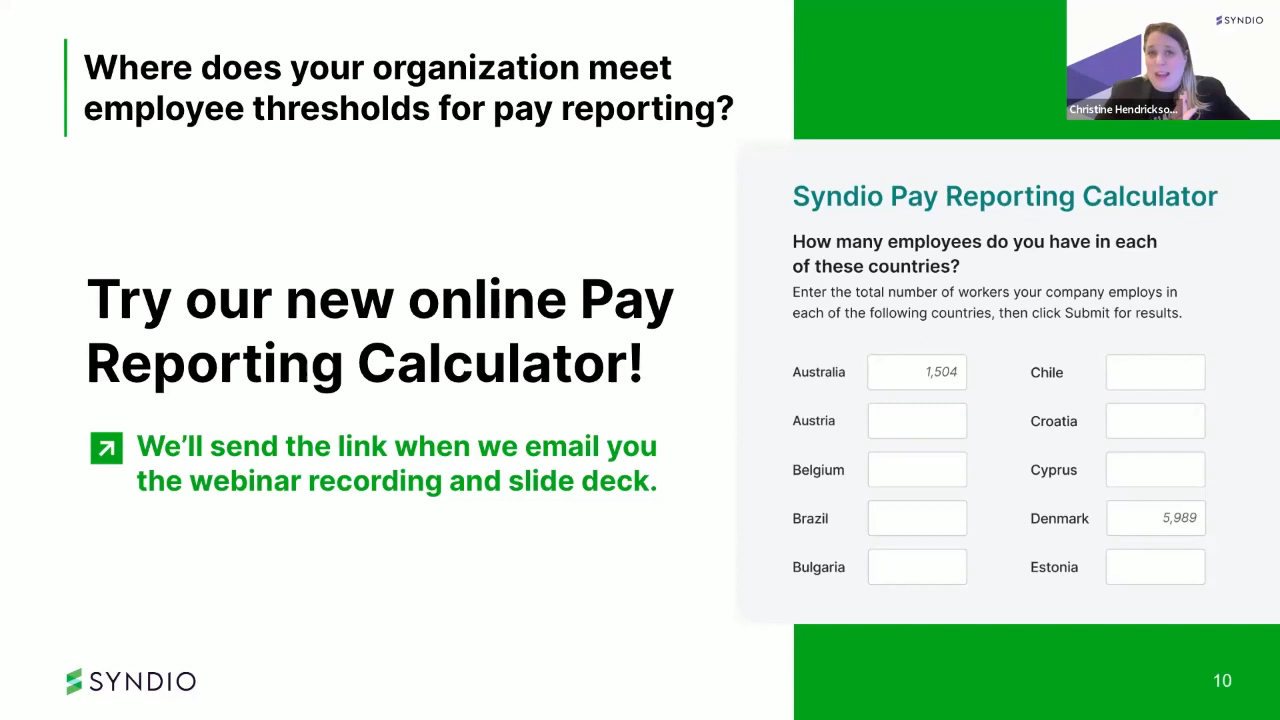 Where does your organization meet
employee thresholds for pay reporting?
SYNDIO
Christine Hendrickso...
Try our new online Pay
Reporting Calculator!
We’ll send the link when we email you
the webinar recording and slide deck.
Syndio Pay Reporting Calculator
How many employees do you have in each
of these countries?
Enter the total number of workers your company employs in
each of the following countries, then click Submit for results.
Australia 1,504 Chile
Austria Croatia
Belgium Cyprus
Brazil Denmark 5,989
Bulgaria Estonia
SYNDIO
10